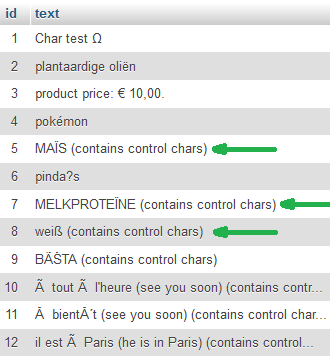 id text
1 Char test Ω
2 plantaardige oliën
3 product price: € 10,00.
4 pokémon
5 MAÏS (contains control chars)
6 pinda?s
7 MELKPROTEÏNE (contains control chars)
8 weiß (contains control chars)
9 BÄŠTA (contains control chars)
10 Ã tout Ã l'heure (see you soon) (contains contr...
11 Ã bientÃ´t (see you soon) (contains control char...
12 il est Ã Paris (he is in Paris) (contains control...